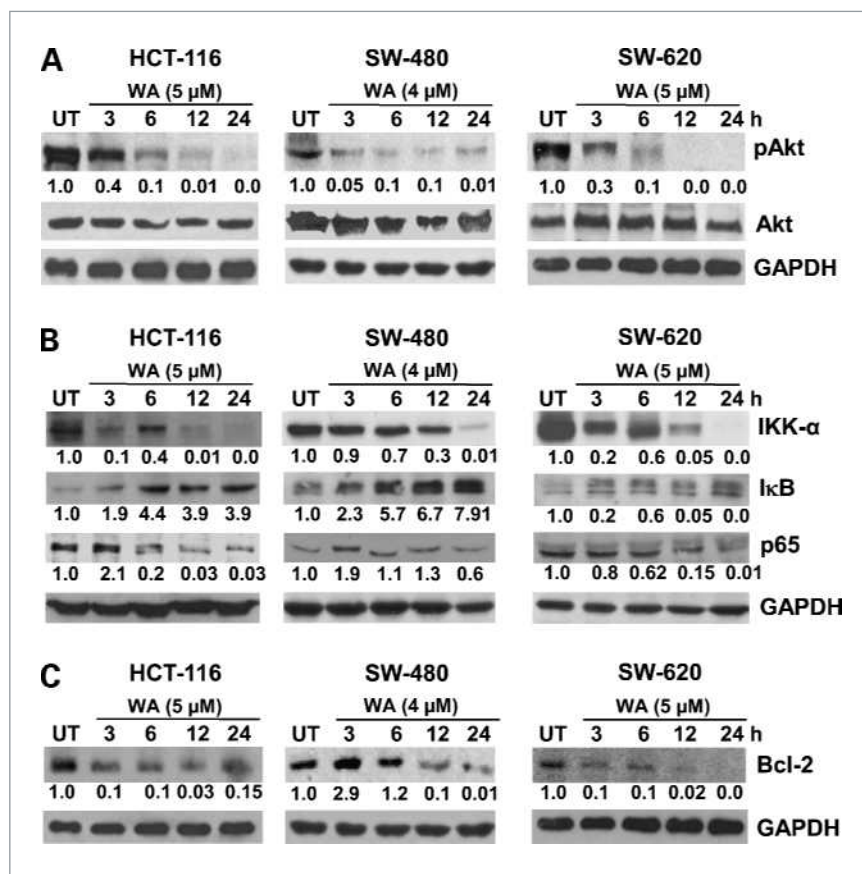 A
HCT-116 SW-480 SW-620
WA (5 µM) WA (4 µM) WA (5 µM)
UT 3 6 12 24 UT 3 6 12 24 UT 3 6 12 24 h
pAkt
1.0 0.4 0.1 0.01 0.0 1.0 0.05 0.1 0.1 0.01 1.0 0.3 0.1 0.0 0.0
Akt
GAPDH
B
HCT-116 SW-480 SW-620
WA (5 µM) WA (4 µM) WA (5 µM)
UT 3 6 12 24 UT 3 6 12 24 UT 3 6 12 24 h
IKK-α
1.0 0.1 0.4 0.01 0.0 1.0 0.9 0.7 0.3 0.01 1.0 0.2 0.6 0.05 0.0
IκB
1.0 1.9 4.4 3.9 3.9 1.0 2.3 5.7 6.7 7.91 1.0 0.2 0.6 0.05 0.0
p65
1.0 2.1 0.2 0.03 0.03 1.0 1.9 1.1 1.3 0.6 1.0 0.8 0.62 0.15 0.01
GAPDH
C
HCT-116 SW-480 SW-620
WA (5 µM) WA (4 µM) WA (5 µM)
UT 3 6 12 24 UT 3 6 12 24 UT 3 6 12 24 h
Bcl-2
1.0 0.1 0.1 0.03 0.15 1.0 2.9 1.2 0.1 0.01 1.0 0.1 0.1 0.02 0.0
GAPDH